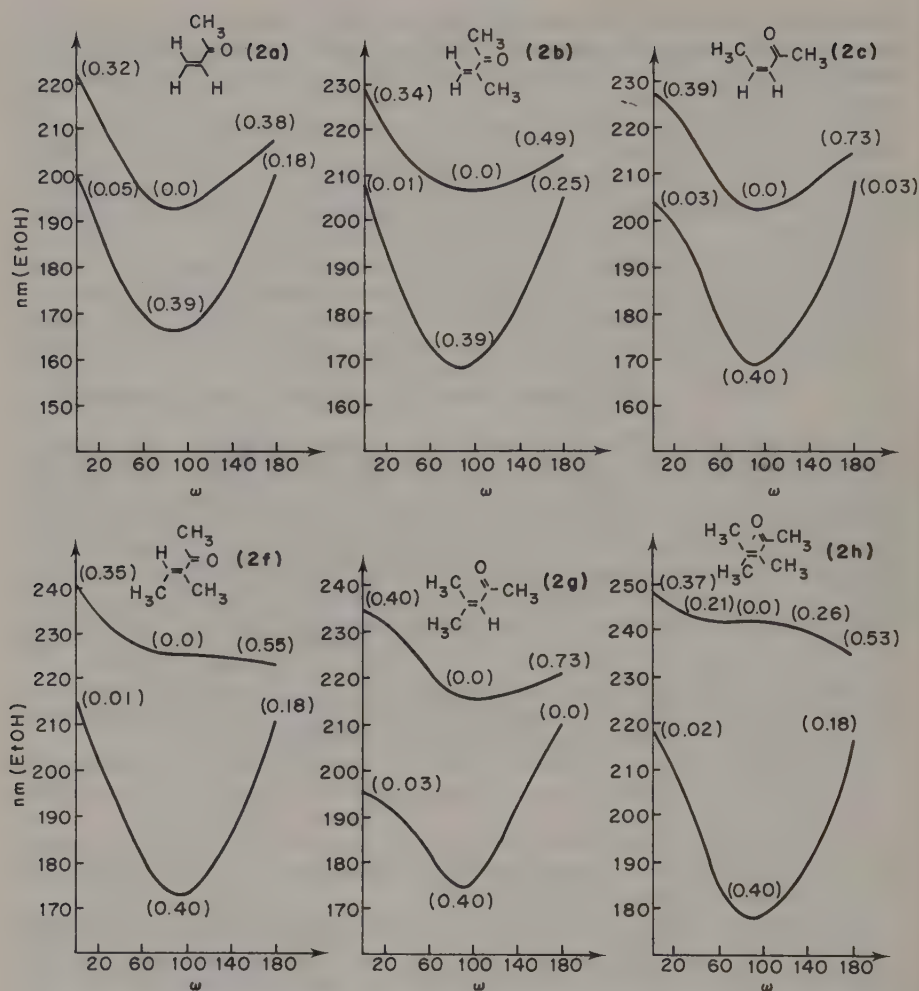 nm (EtOH)
220
210
200
190
180
170
160
150
(0.32)
(0.05)
(0.0)
(0.39)
(0.38)
(0.18)
CH3
H
O
H
H
(2a)
20 60 100 140 180
ω
230
220
210
200
190
180
170
160
(0.34)
(0.01)
(0.0)
(0.39)
(0.49)
(0.25)
CH3
H
O
H
CH3
(2b)
20 60 100 140 180
ω
230
220
210
200
190
180
170
160
(0.39)
(0.03)
(0.0)
(0.40)
(0.73)
(0.03)
O
H3C
CH3
H
H
(2c)
20 60 100 140 180
ω
nm (EtOH)
240
230
220
210
200
190
180
170
(0.35)
(0.01)
(0.0)
(0.40)
(0.55)
(0.18)
CH3
H
O
H3C
CH3
(2f)
20 60 100 140 180
ω
240
230
220
210
200
190
180
170
(0.40)
(0.03)
(0.0)
(0.40)
(0.73)
(0.0)
O
H3C
CH3
H3C
H
(2g)
20 60 100 140 180
ω
250
240
230
220
210
200
190
180
(0.37)
(0.21)
(0.0)
(0.26)
(0.53)
(0.02)
(0.40)
(0.18)
O
H3C
CH3
H3C
CH3
(2h)
20 60 100 140 180
ω